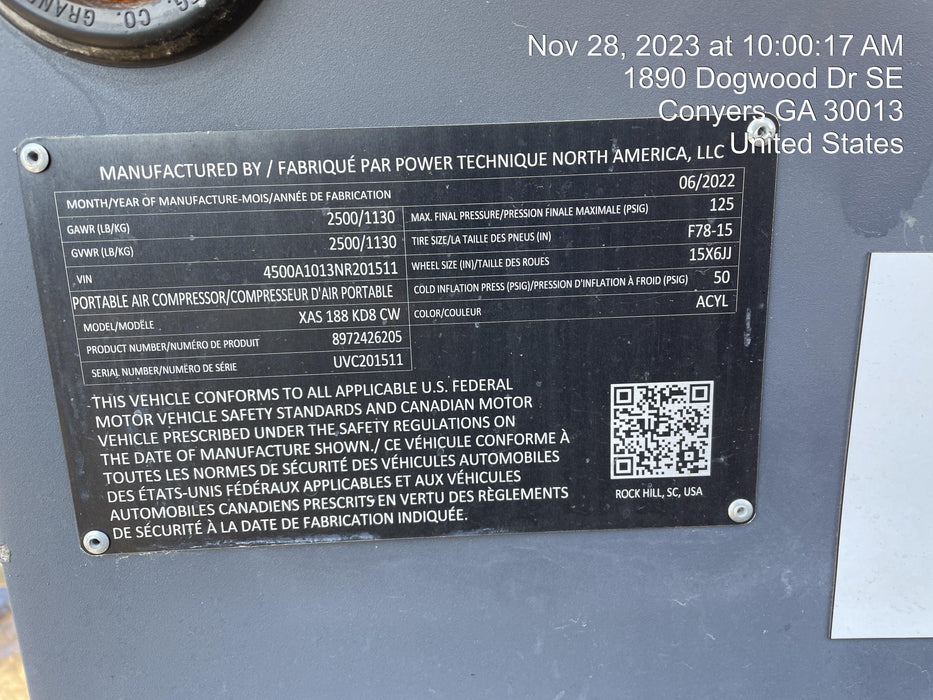 G. CO. GRAN
Nov 28, 2023 at 10:00:17 AM
1890 Dogwood Dr SE
Conyers GA 30013
United States
MANUFACTURED BY / FABRIQUÉ PAR POWER TECHNIQUE NORTH AMERICA, LLC
MONTH/YEAR OF MANUFACTURE-MOIS/ANNÉE DE FABRICATION 06/2022
GAWR (LB/KG) 2500/1130
GVWR (LB/KG) 2500/1130
VIN 4500A1013NR201511
PORTABLE AIR COMPRESSOR/COMPRESSEUR D'AIR PORTABLE
MODEL/MODÈLE XAS 188 KD8 CW
PRODUCT NUMBER/NUMÉRO DE PRODUIT 8972426205
SERIAL NUMBER/NUMÉRO DE SÉRIE UVC201511
MAX. FINAL PRESSURE/PRESSION FINALE MAXIMALE (PSIG) 125
TIRE SIZE/LA TAILLE DES PNEUS (IN) F78-15
WHEEL SIZE (IN)/TAILLE DES ROUES 15X6JJ
COLD INFLATION PRESS (PSIG)/PRESSION D'INFLATION À FROID (PSIG) 50
COLOR/COULEUR ACYL
THIS VEHICLE CONFORMS TO ALL APPLICABLE U.S. FEDERAL
MOTOR VEHICLE SAFETY STANDARDS AND CANADIAN MOTOR
VEHICLE PRESCRIBED UNDER THE SAFETY REGULATIONS ON
THE DATE OF MANUFACTURE SHOWN./ CE VÉHICULE CONFORME À
TOUTES LES NORMES DE SÉCURITÉ DES VÉHICULES AUTOMOBILES
DES ÉTATS-UNIS FÉDÉRAUX APPLICABLES ET AUX VÉHICULES
AUTOMOBILES CANADIENS PRESCRITS EN VERTU DES RÈGLEMENTS
DE SÉCURITÉ À LA DATE DE FABRICATION INDIQUÉE.
ROCK HILL, SC, USA